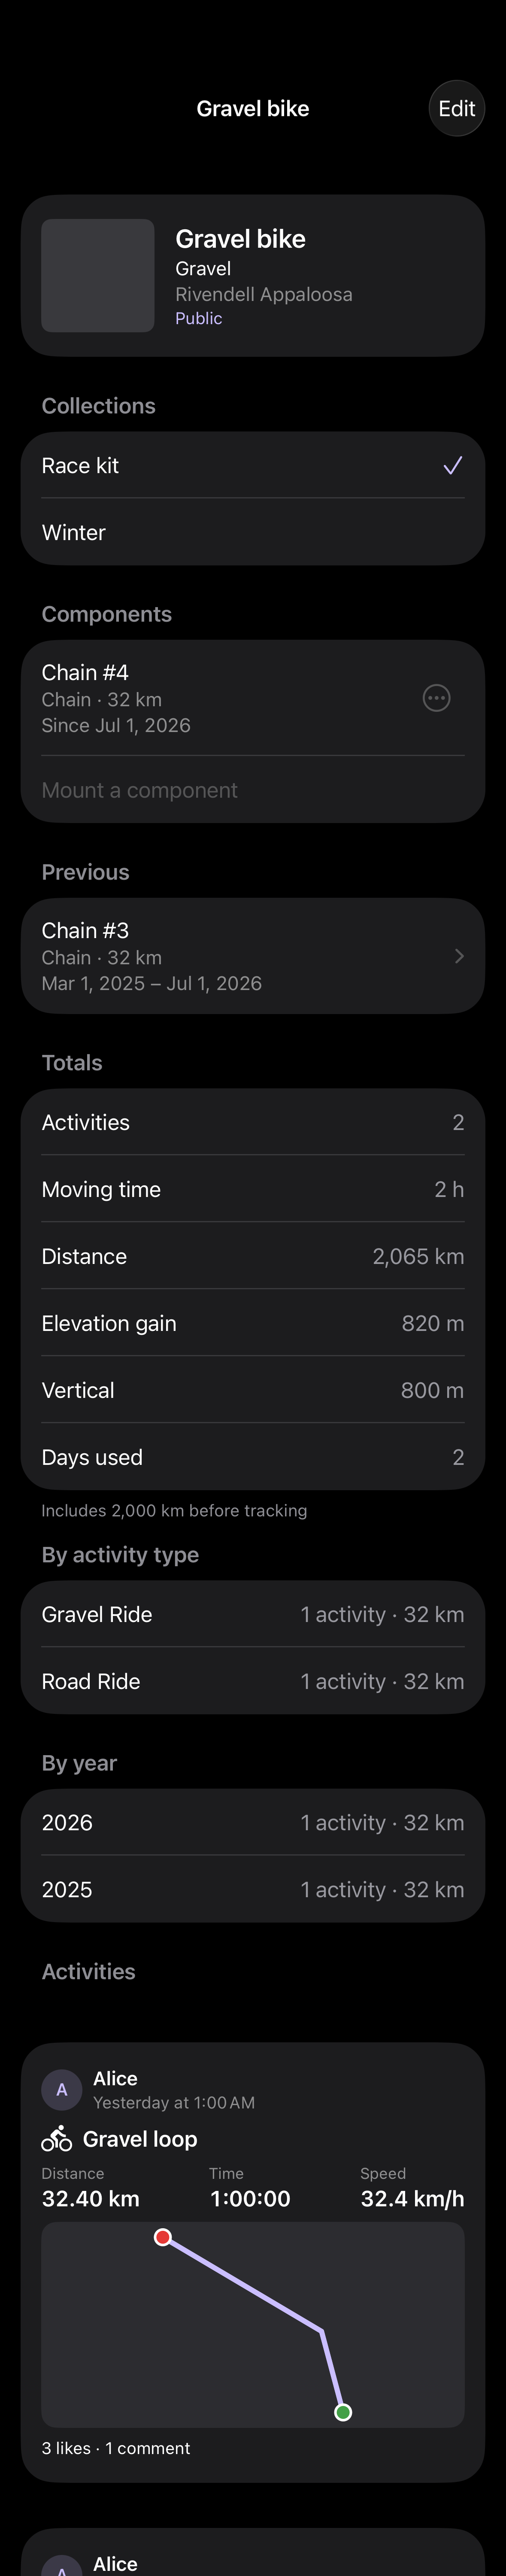 Gravel bike
Edit
Gravel bike
Gravel
Rivendell Appaloosa
Public
Collections
Race kit
Winter
Components
Chain #4
Chain · 32 km
Since Jul 1, 2026
Mount a component
Previous
Chain #3
Chain · 32 km
Mar 1, 2025 – Jul 1, 2026
Totals
Activities 2
Moving time 2 h
Distance 2,065 km
Elevation gain 820 m
Vertical 800 m
Days used 2
Includes 2,000 km before tracking
By activity type
Gravel Ride 1 activity · 32 km
Road Ride 1 activity · 32 km
By year
2026 1 activity · 32 km
2025 1 activity · 32 km
Activities
A Alice
Yesterday at 1:00 AM
Gravel loop
Distance Time Speed
32.40 km 1:00:00 32.4 km/h
3 likes · 1 comment
A Alice